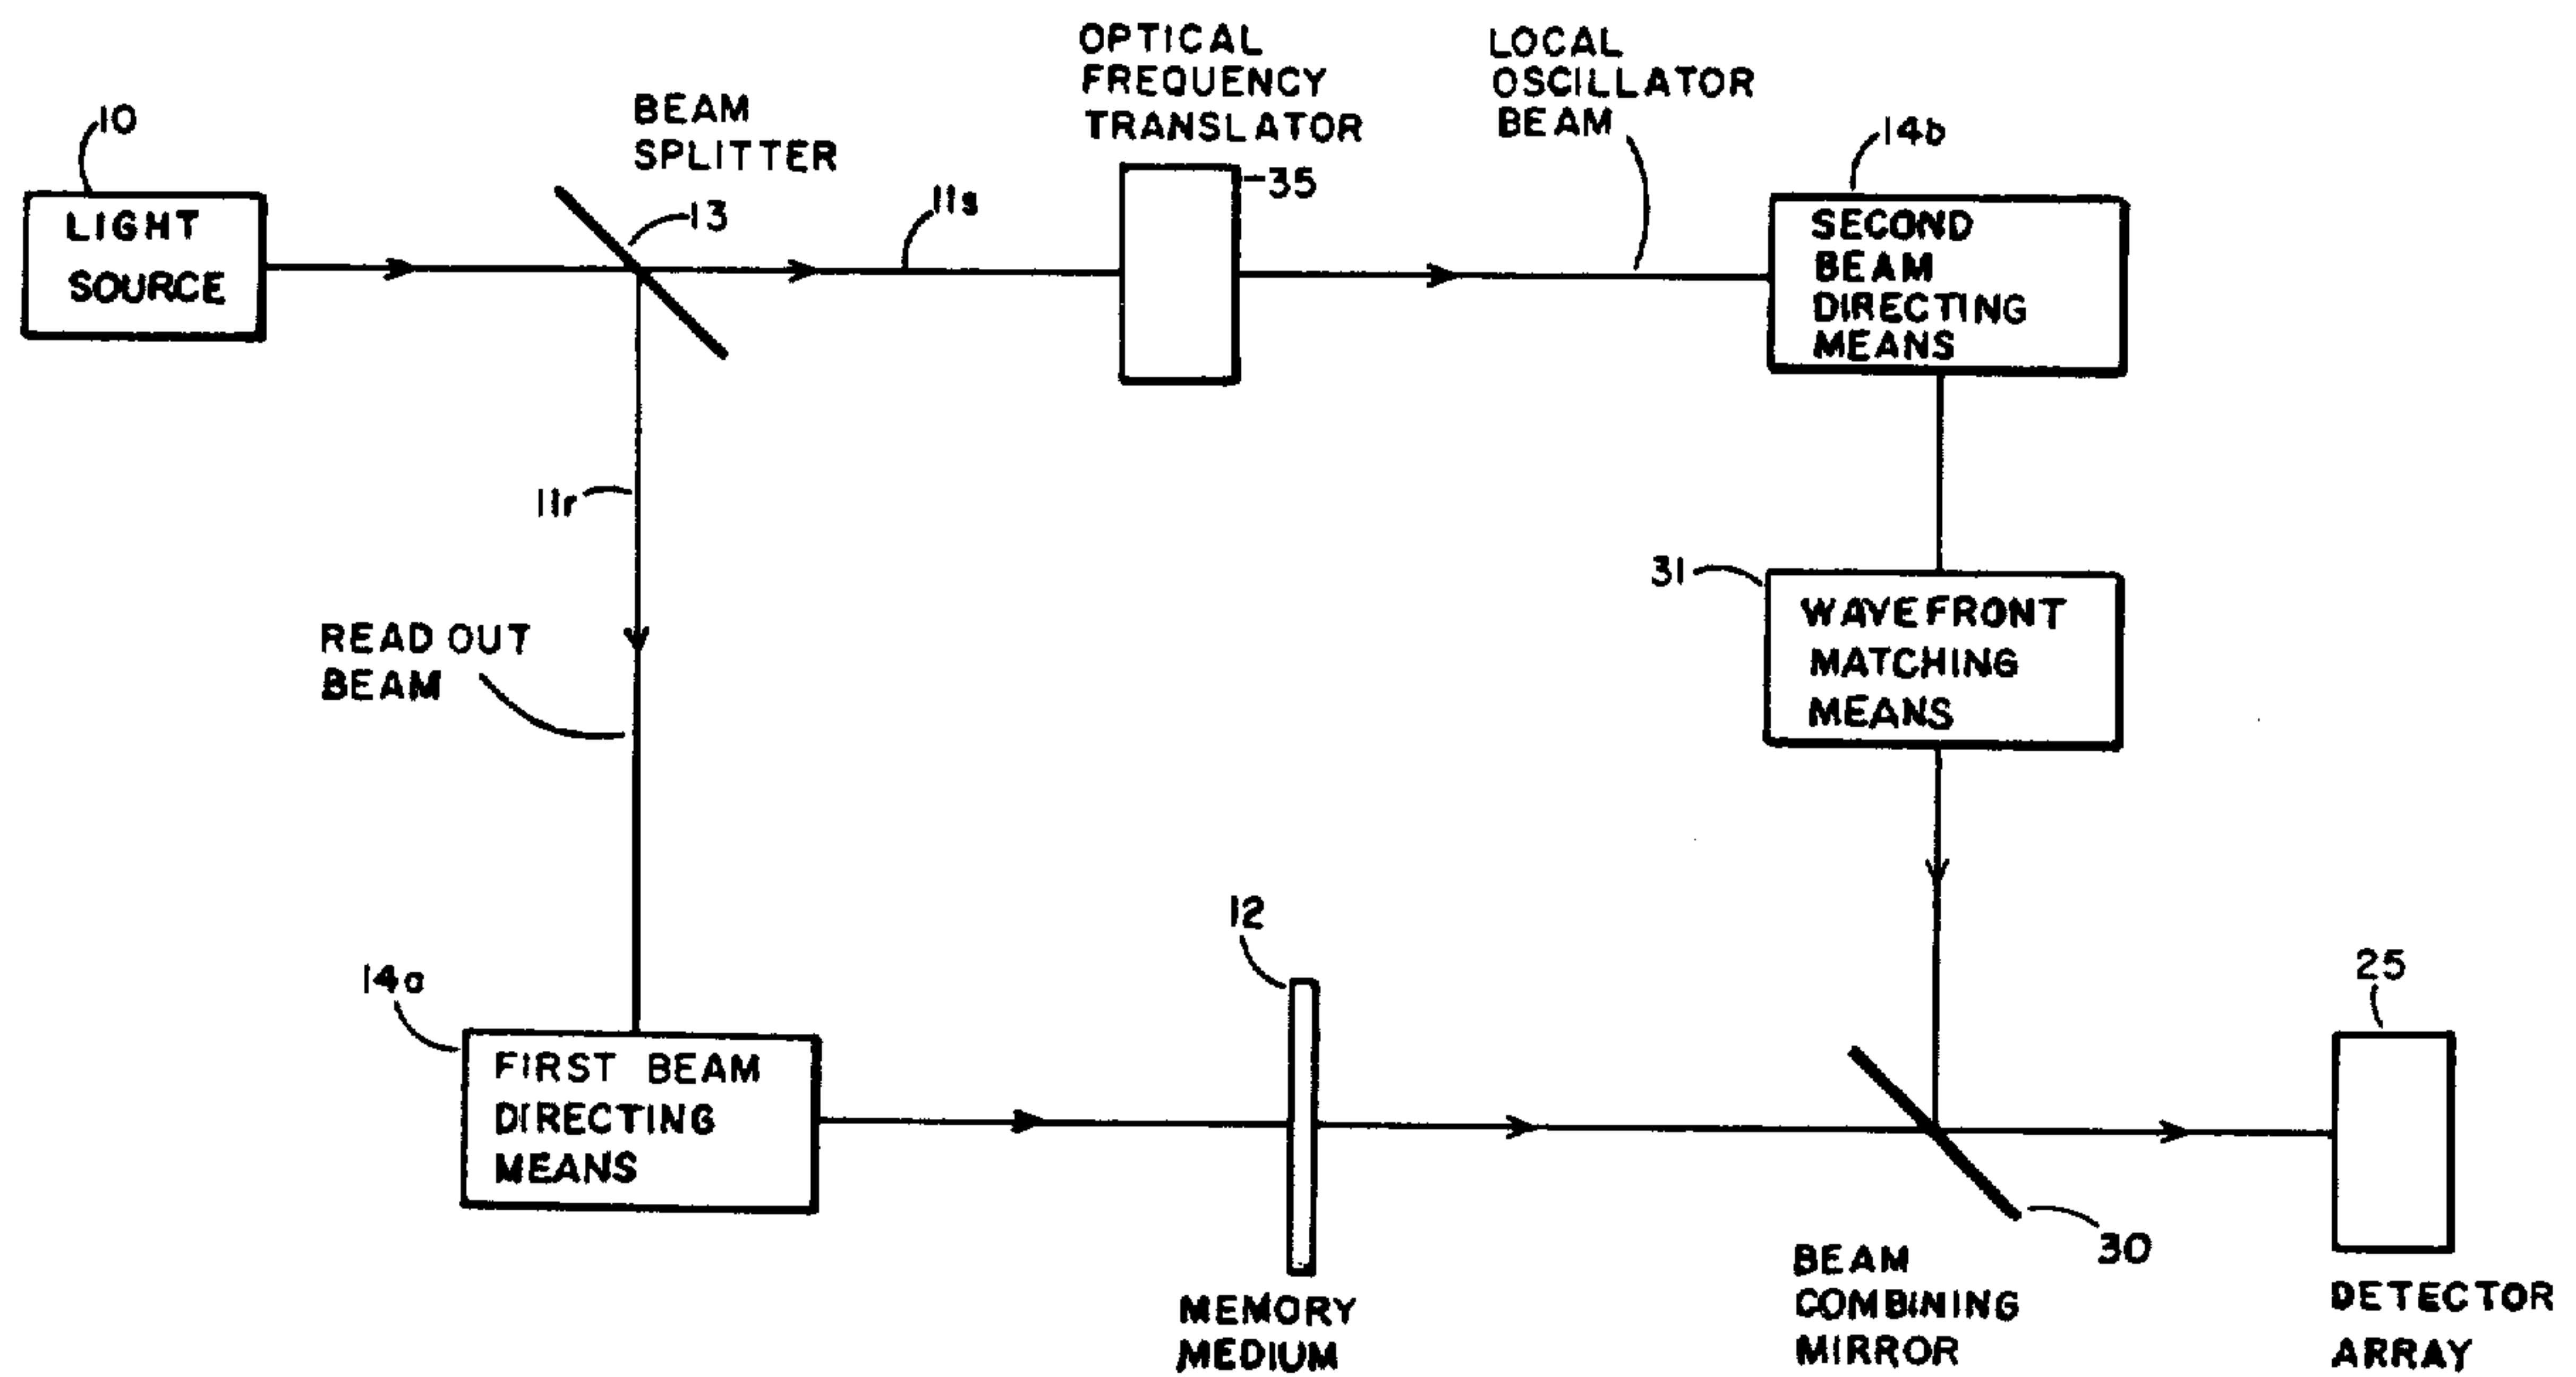 10
LIGHT
SOURCE
BEAM
SPLITTER
13
11s
OPTICAL
FREQUENCY
TRANSLATOR
35
LOCAL
OSCILLATOR
BEAM
14b
SECOND
BEAM
DIRECTING
MEANS
11r
READ OUT
BEAM
31
WAVEFRONT
MATCHING
MEANS
14a
FIRST BEAM
DIRECTING
MEANS
12
MEMORY
MEDIUM
30
BEAM
COMBINING
MIRROR
25
DETECTOR
ARRAY